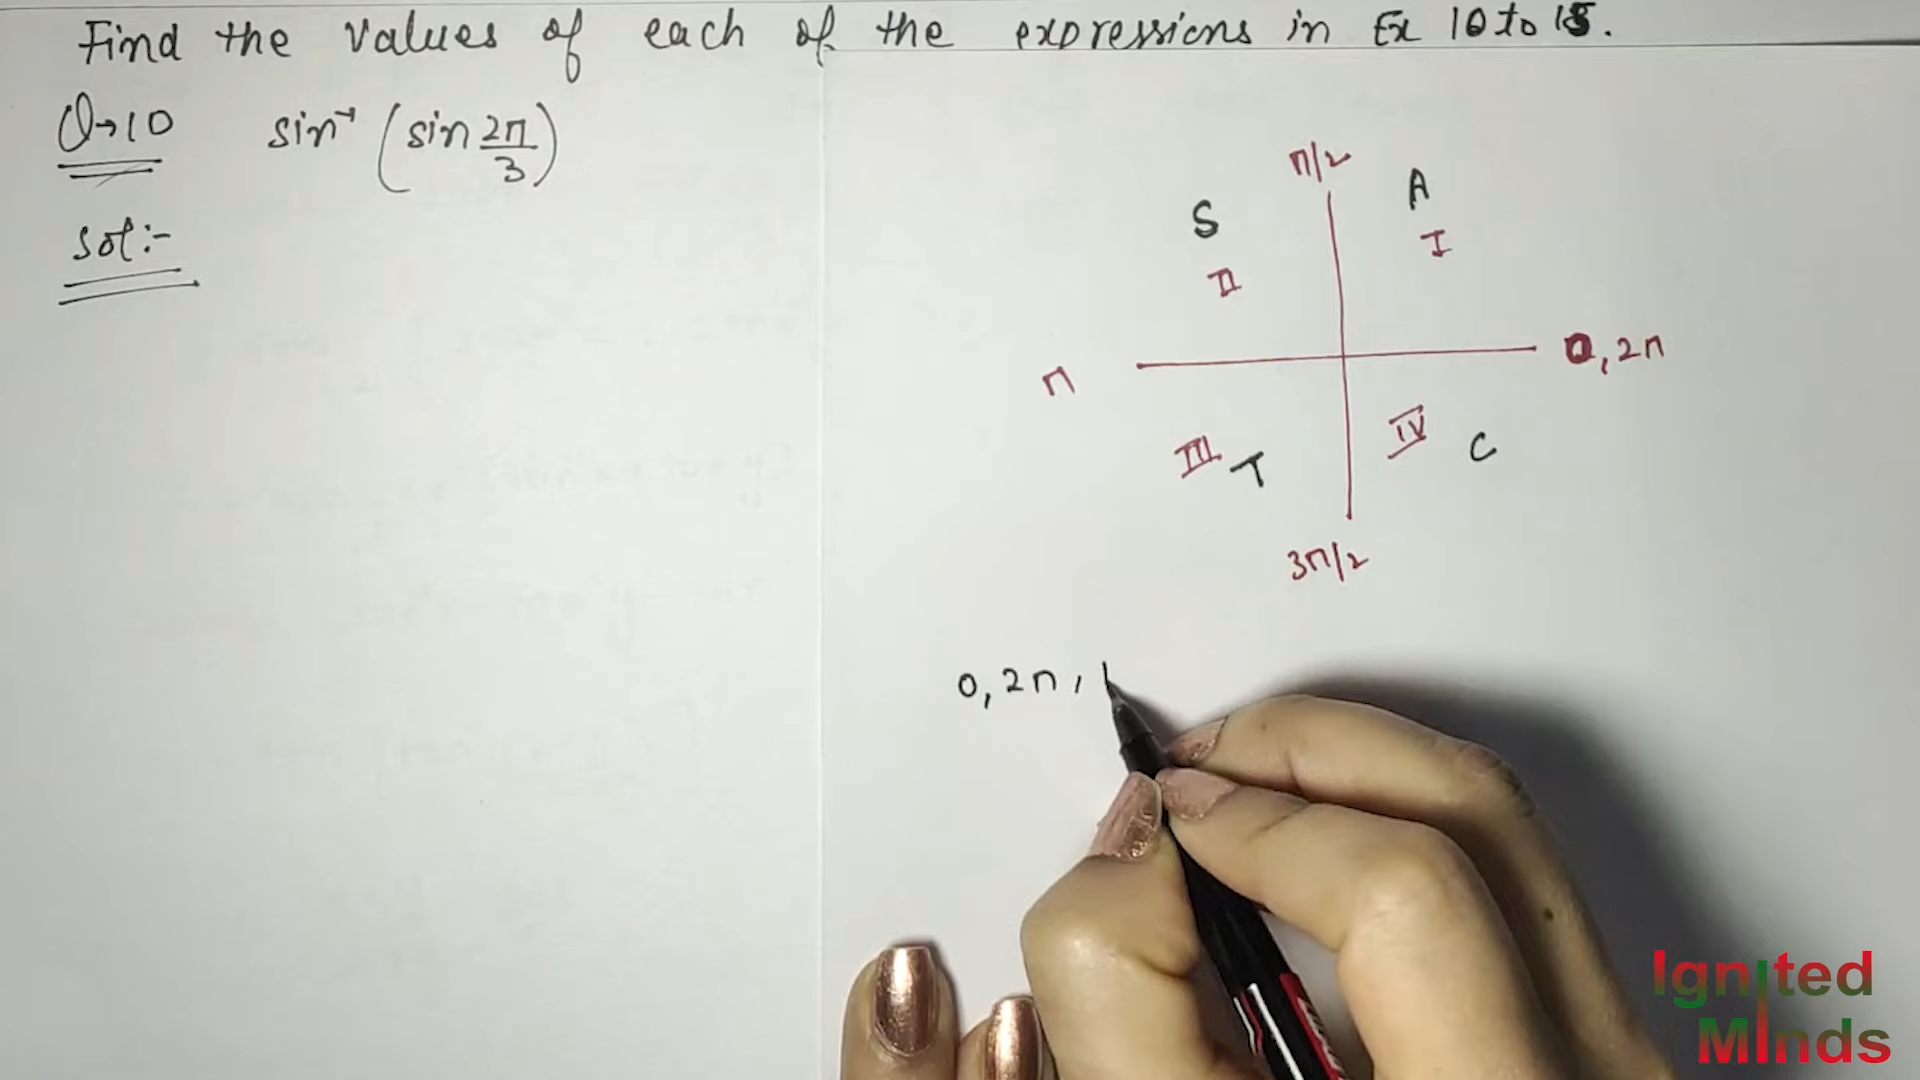 Find the values of each of the expressions in Ex 10 to 15.
Q→10 sin⁻¹ (sin 2π/3)
Sol:-
π/2
S A
II I
π 0, 2π
III T IV C
3π/2
0, 2π,
Ignited
Minds